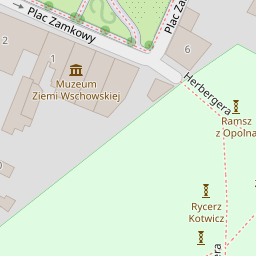 Plac Zamkowy
Plac Za
2
1
6
Muzeum
Ziemi Wschowskiej
Herbergera
Ramsz
z Opolna
Rycerz
Kotwicz